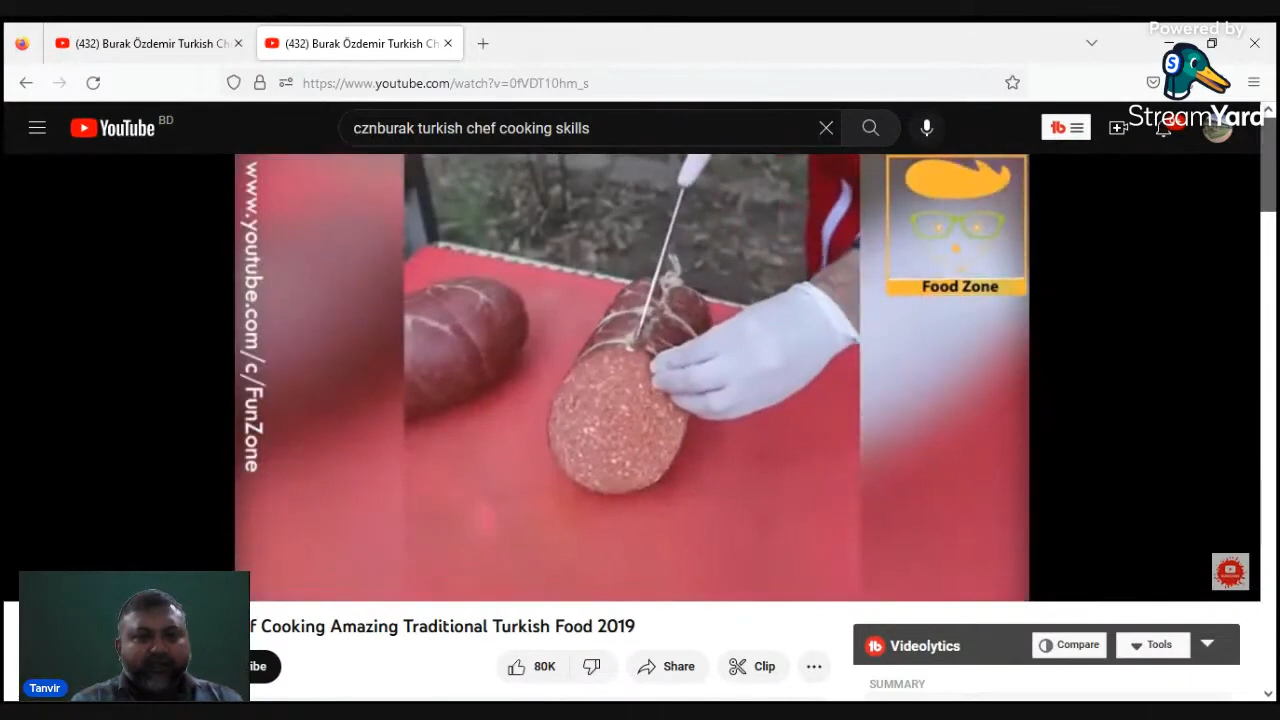 Powered by
StreamYard
(432) Burak Özdemir Turkish Ch
(432) Burak Özdemir Turkish Ch
https://www.youtube.com/watch?v=0fVDT10hm_s
YouTube BD
cznburak turkish chef cooking skills
www.youtube.com/c/FunZone
Food Zone
f Cooking Amazing Traditional Turkish Food 2019
be
80K
Share
Clip
Videolytics
Compare
Tools
SUMMARY
Tanvir